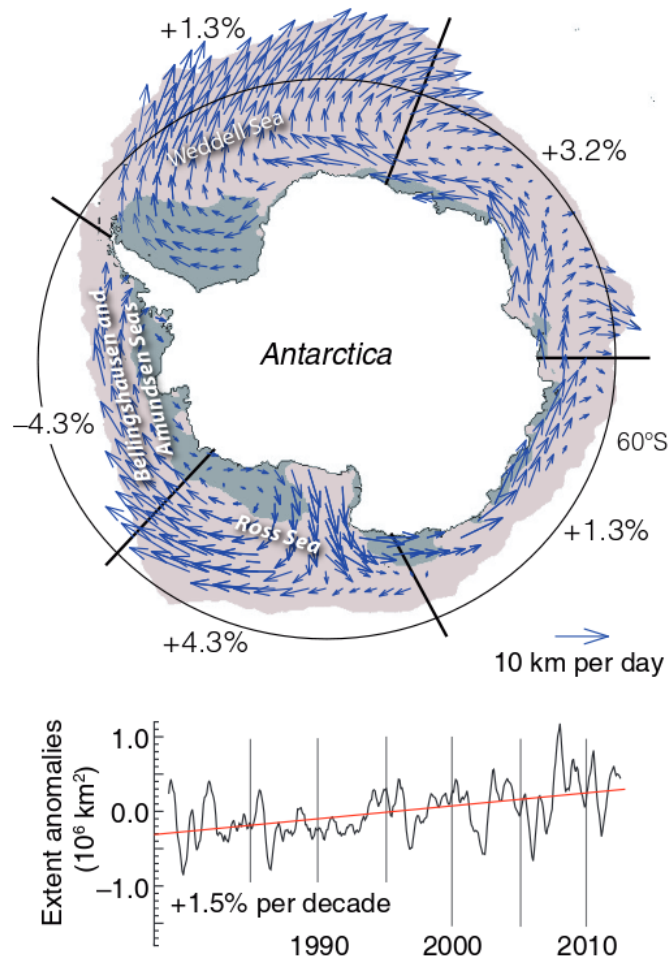 +1.3%
Weddell Sea
+3.2%
Bellingshausen and
Amundsen Seas
Antarctica
−4.3%
60°S
Ross Sea
+1.3%
+4.3%
10 km per day
Extent anomalies
(10⁶ km²)
1.0
0.0
−1.0
+1.5% per decade
1990
2000
2010